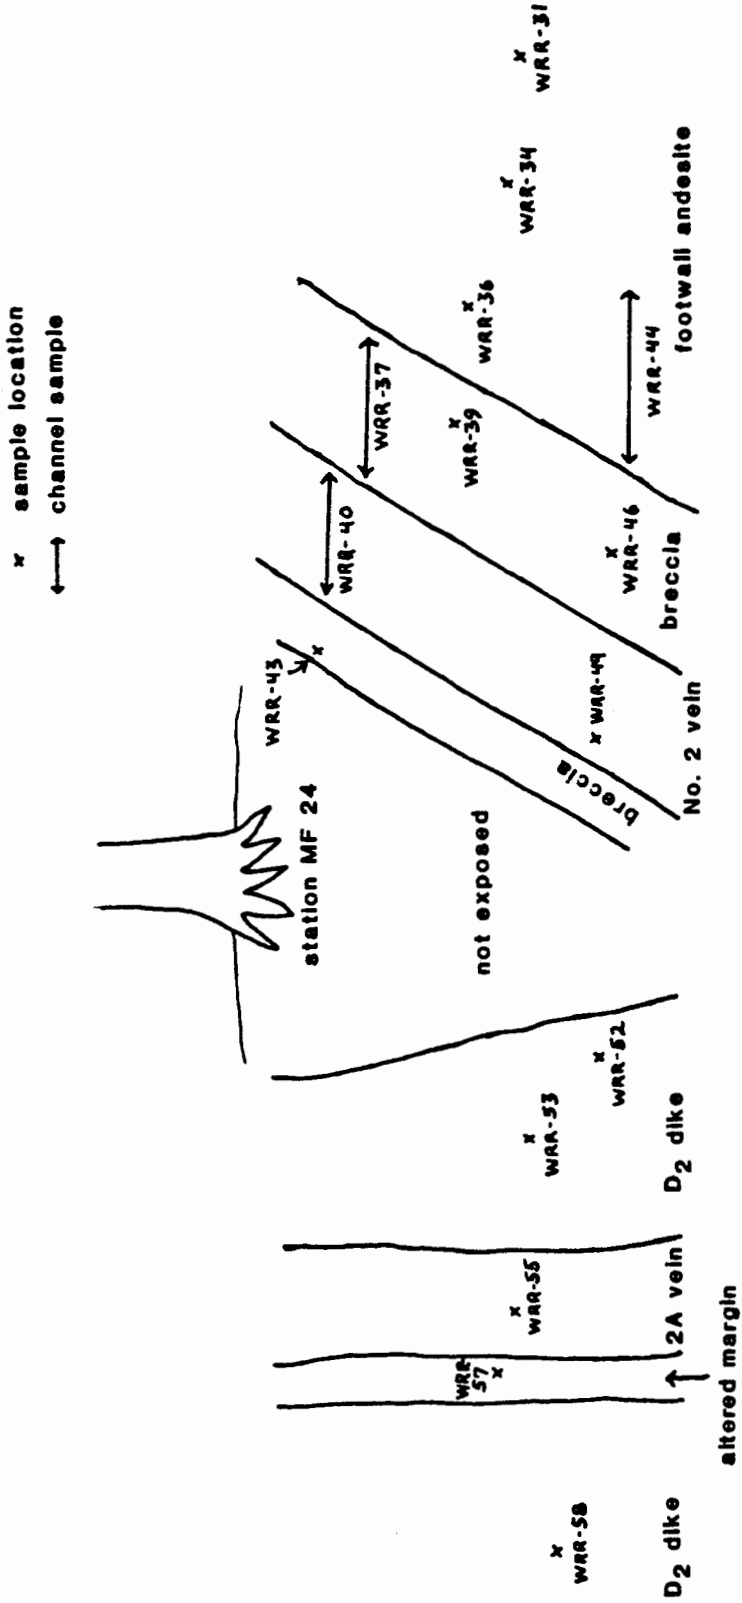 x sample location
↔ channel sample
WRR-43
station MF 24
not exposed
WRR-40
WRR-37
WRR-39
WRR-36
WRR-34
WRR-31
WRR-44
footwall andesite
WRR-46
breccia
WRR-49
No. 2 vein
breccia
WRR-52
WRR-53
D2 dike
WRR-55
2A vein
WRR-
57
altered margin
WRR-58
D2 dike